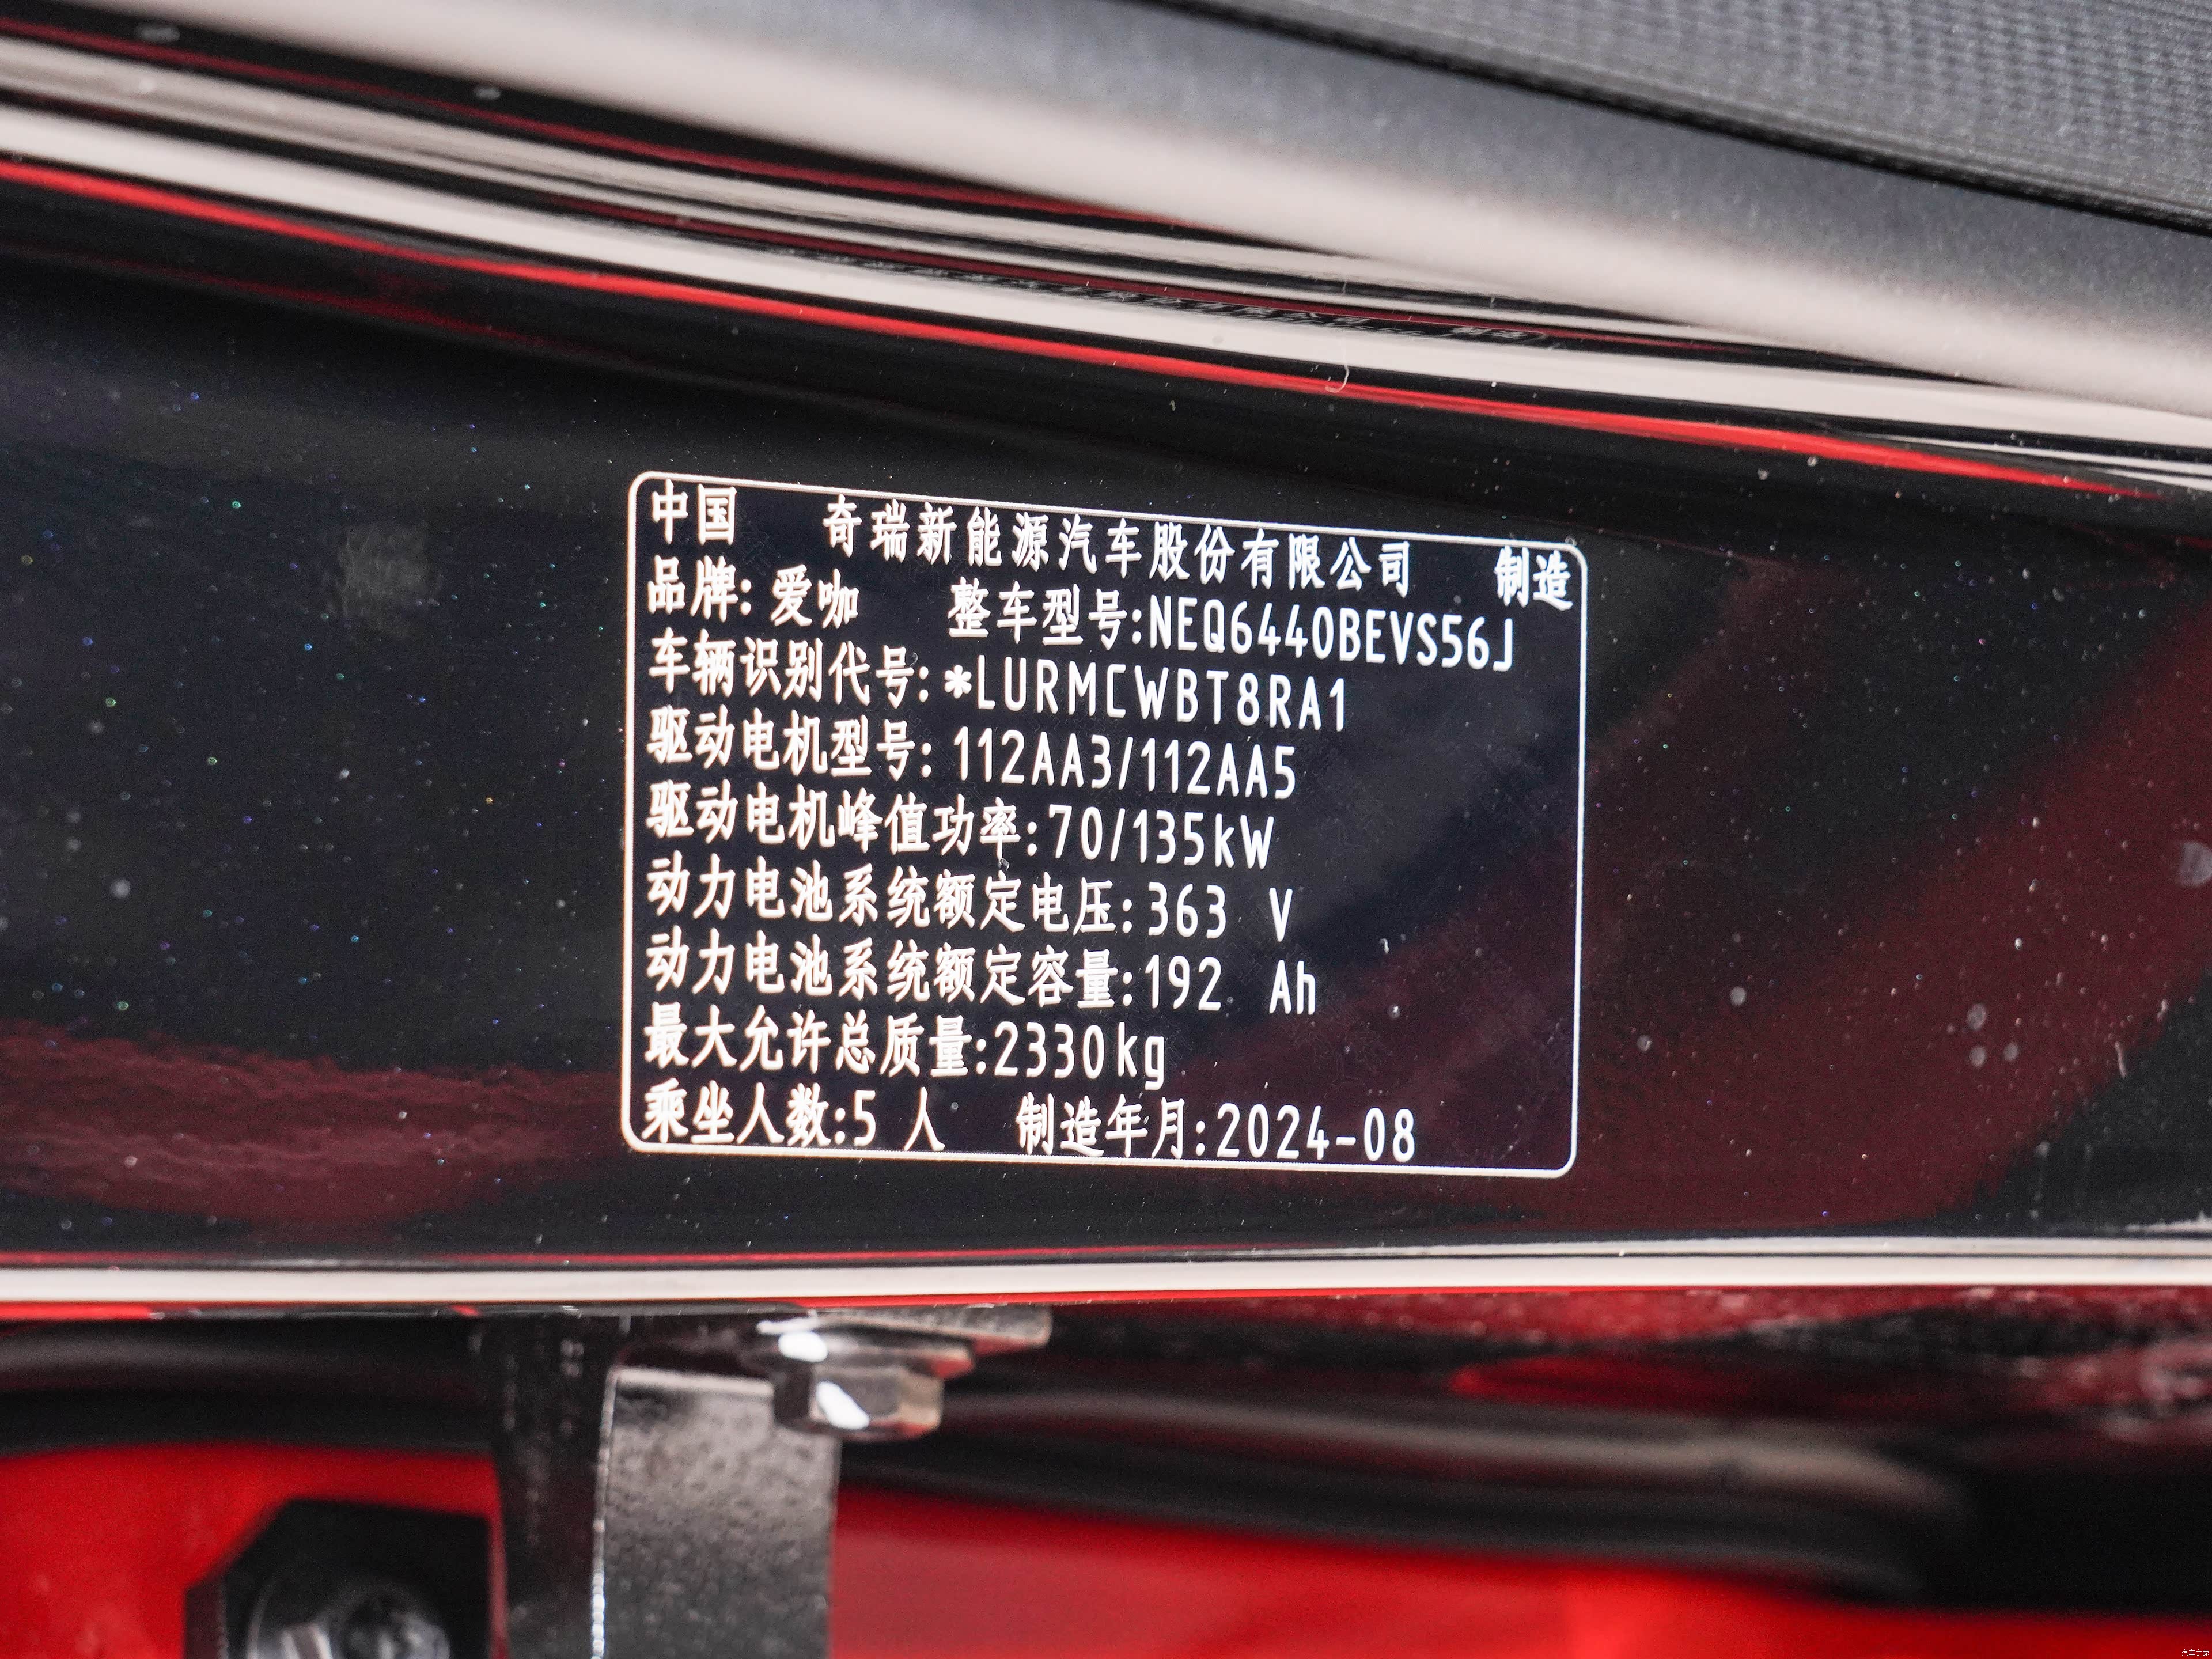 中国 奇瑞新能源汽车股份有限公司 制造
品牌: 爱咖 整车型号:NEQ6440BEVS56J
车辆识别代号: *LURMCWBT8RA1
驱动电机型号: 112AA3/112AA5
驱动电机峰值功率:70/135kW
动力电池系统额定电压:363 V
动力电池系统额定容量:192 Ah
最大允许总质量:2330kg
乘坐人数:5 人 制造年月:2024-08
汽车之家